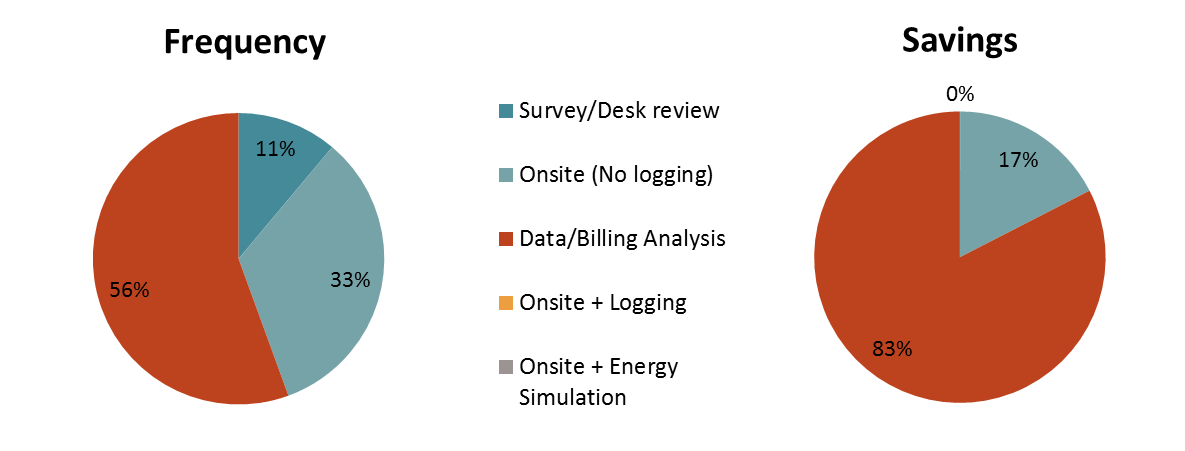 Frequency
11%
33%
56%
Survey/Desk review
Onsite (No logging)
Data/Billing Analysis
Onsite + Logging
Onsite + Energy
Simulation
Savings
0%
17%
83%